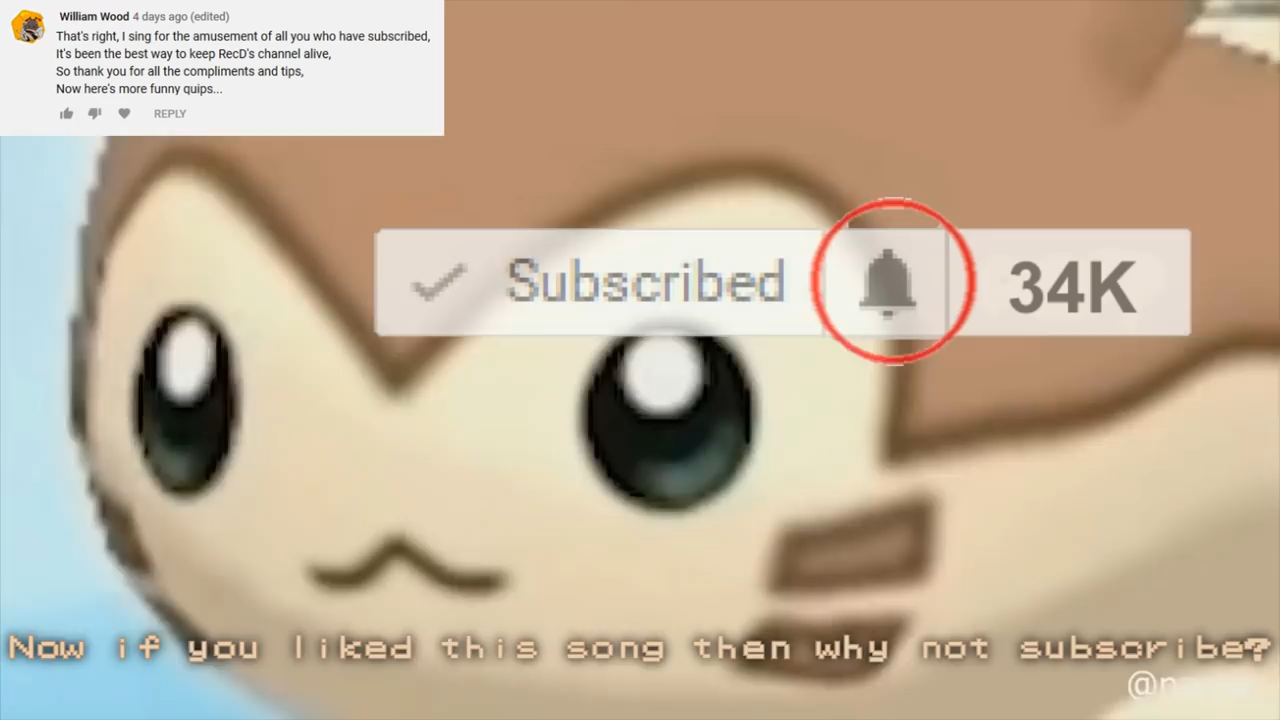 William Wood 4 days ago (edited)
That's right, I sing for the amusement of all you who have subscribed,
It's been the best way to keep RecD's channel alive,
So thank you for all the compliments and tips,
Now here's more funny quips...
REPLY
Subscribed 34K
Now if you liked this song then why not subscribe?